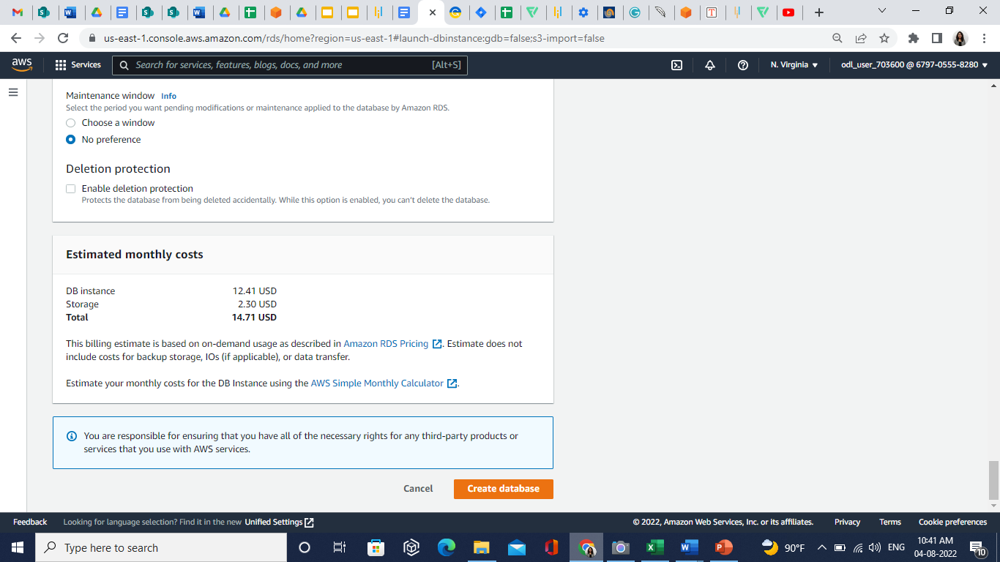 us-east-1.console.aws.amazon.com/rds/home?region=us-east-1#launch-dbinstance:gdb=false;s3-import=false
aws
Services
Search for services, features, blogs, docs, and more
[Alt+S]
N. Virginia
odl_user_703600 @ 6797-0555-8280
Maintenance window Info
Select the period you want pending modifications or maintenance applied to the database by Amazon RDS.
Choose a window
No preference
Deletion protection
Enable deletion protection
Protects the database from being deleted accidentally. While this option is enabled, you can't delete the database.
Estimated monthly costs
DB instance 12.41 USD
Storage 2.30 USD
Total 14.71 USD
This billing estimate is based on on-demand usage as described in Amazon RDS Pricing. Estimate does not
include costs for backup storage, IOs (if applicable), or data transfer.
Estimate your monthly costs for the DB Instance using the AWS Simple Monthly Calculator.
You are responsible for ensuring that you have all of the necessary rights for any third-party products or
services that you use with AWS services.
Cancel
Create database
Feedback
Looking for language selection? Find it in the new Unified Settings
© 2022, Amazon Web Services, Inc. or its affiliates.
Privacy
Terms
Cookie preferences
Type here to search
90°F
ENG
10:41 AM
04-08-2022
10